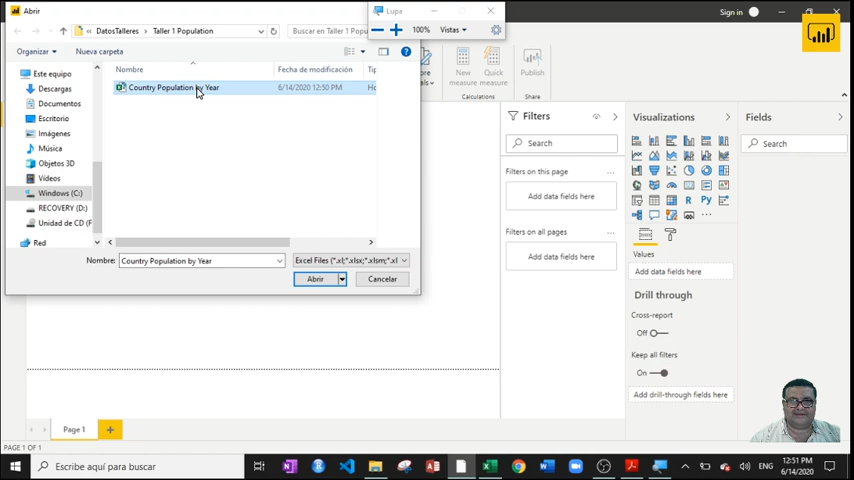 Abrir
Lupa
Sign in
« DatosTalleres › Taller 1 Population
Buscar en Taller 1 Popul...
100%
Vistas
Organizar
Nueva carpeta
Este equipo
Descargas
Documentos
Escritorio
Imágenes
Música
Objetos 3D
Vídeos
Windows (C:)
RECOVERY (D:)
Unidad de CD (F
Red
Nombre
Fecha de modificación
Tip
Country Population by Year
6/14/2020 12:50 PM
Nombre:
Country Population by Year
Excel Files (*.xl;*.xlsx;*.xlsm;*.xl
Abrir
Cancelar
New measure
Quick measure
Publish
Calculations
Share
Filters
Search
Filters on this page
...
Add data fields here
Filters on all pages
...
Add data fields here
Visualizations
R
Py
...
Values
Add data fields here
Drill through
Cross-report
Off
Keep all filters
On
Add drill-through fields here
Fields
Search
Page 1
PAGE 1 OF 1
Escribe aquí para buscar
ENG
12:51 PM
6/14/2020